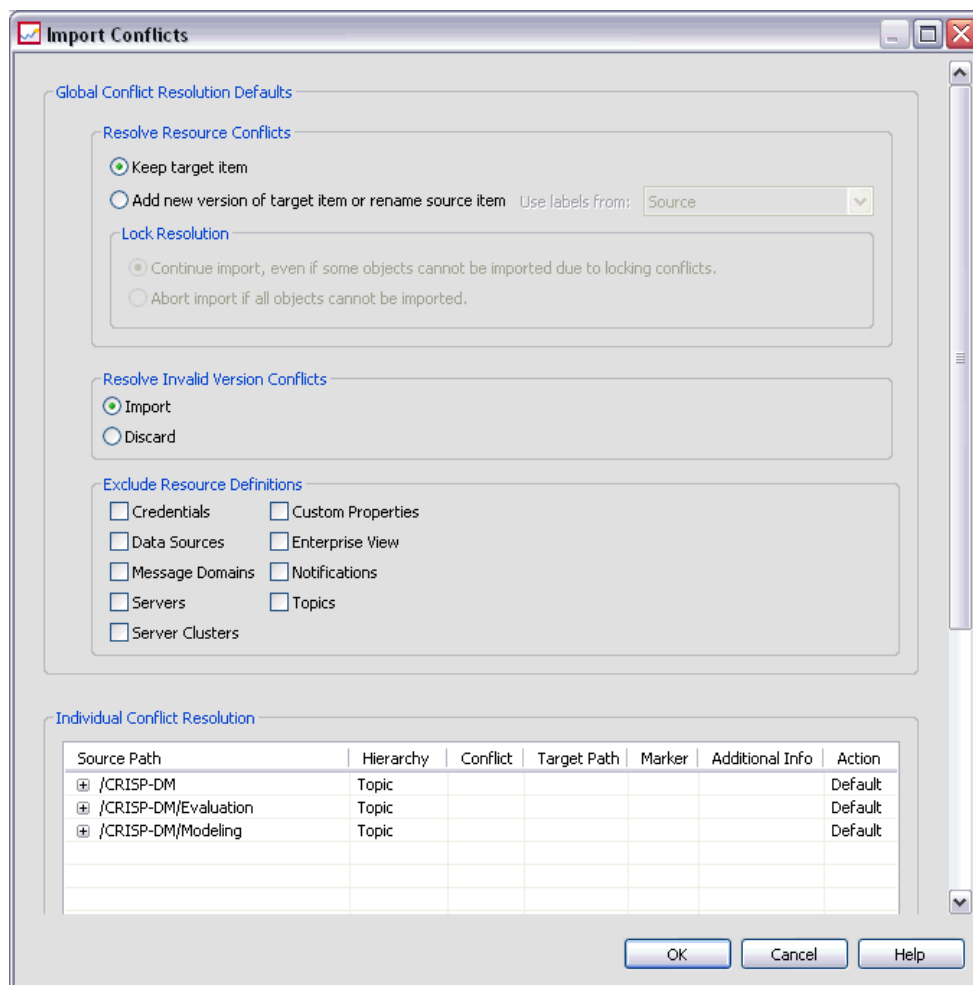 Import Conflicts
Global Conflict Resolution Defaults
Resolve Resource Conflicts
Keep target item
Add new version of target item or rename source item Use labels from: Source
Lock Resolution
Continue import, even if some objects cannot be imported due to locking conflicts.
Abort import if all objects cannot be imported.
Resolve Invalid Version Conflicts
Import
Discard
Exclude Resource Definitions
Credentials Custom Properties
Data Sources Enterprise View
Message Domains Notifications
Servers Topics
Server Clusters
Individual Conflict Resolution
Source Path Hierarchy Conflict Target Path Marker Additional Info Action
/CRISP-DM Topic Default
/CRISP-DM/Evaluation Topic Default
/CRISP-DM/Modeling Topic Default
OK Cancel Help